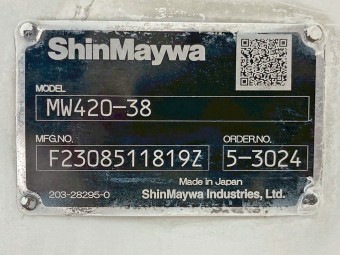 ShinMaywa
MODEL
MW420-38
MFG.NO. ORDER.NO.
F2308511819Z 5-3024
203-28295-0 Made in Japan
ShinMaywa Industries, Ltd.